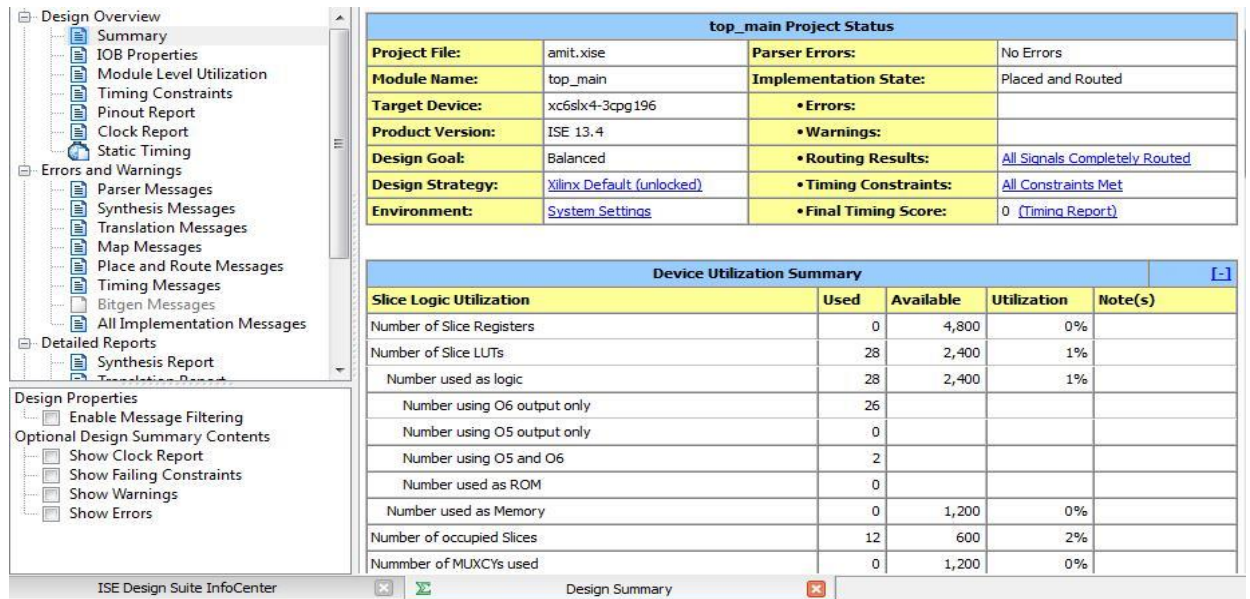 Design Overview
Summary
IOB Properties
Module Level Utilization
Timing Constraints
Pinout Report
Clock Report
Static Timing
Errors and Warnings
Parser Messages
Synthesis Messages
Translation Messages
Map Messages
Place and Route Messages
Timing Messages
Bitgen Messages
All Implementation Messages
Detailed Reports
Synthesis Report
Translation Report
Design Properties
Enable Message Filtering
Optional Design Summary Contents
Show Clock Report
Show Failing Constraints
Show Warnings
Show Errors
top_main Project Status
Project File: amit.xise Parser Errors: No Errors
Module Name: top_main Implementation State: Placed and Routed
Target Device: xc6slx4-3cpg196 •Errors:
Product Version: ISE 13.4 •Warnings:
Design Goal: Balanced •Routing Results: All Signals Completely Routed
Design Strategy: Xilinx Default (unlocked) •Timing Constraints: All Constraints Met
Environment: System Settings •Final Timing Score: 0 (Timing Report)
Device Utilization Summary [-]
Slice Logic Utilization Used Available Utilization Note(s)
Number of Slice Registers 0 4,800 0%
Number of Slice LUTs 28 2,400 1%
Number used as logic 28 2,400 1%
Number using O6 output only 26
Number using O5 output only 0
Number using O5 and O6 2
Number used as ROM 0
Number used as Memory 0 1,200 0%
Number of occupied Slices 12 600 2%
Nummber of MUXCYs used 0 1,200 0%
ISE Design Suite InfoCenter Σ Design Summary